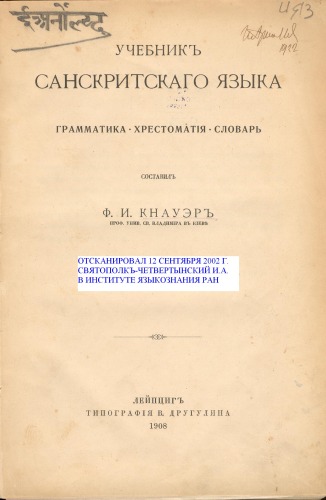 1922
УЧЕБНИКЪ
САНСКРИТСКАГО ЯЗЫКА
ГРАММАТИКА · ХРЕСТОМАТІЯ · СЛОВАРЬ
СОСТАВИЛЪ
Ф. И. КНАУЭРЪ
ПРОФ. УНИВ. СВ. ВЛАДИМІРА ВЪ КІЕВѢ
ОТСКАНИРОВАЛ 12 СЕНТЯБРЯ 2002 Г.
СВЯТОПОЛКЪ-ЧЕТВЕРТЫНСКИЙ И.А.
В ИНСТИТУТЕ ЯЗЫКОЗНАНИЯ РАН
ЛЕЙПЦИГЪ
ТИПОГРАФІЯ В. ДРУГУЛИНА
1908